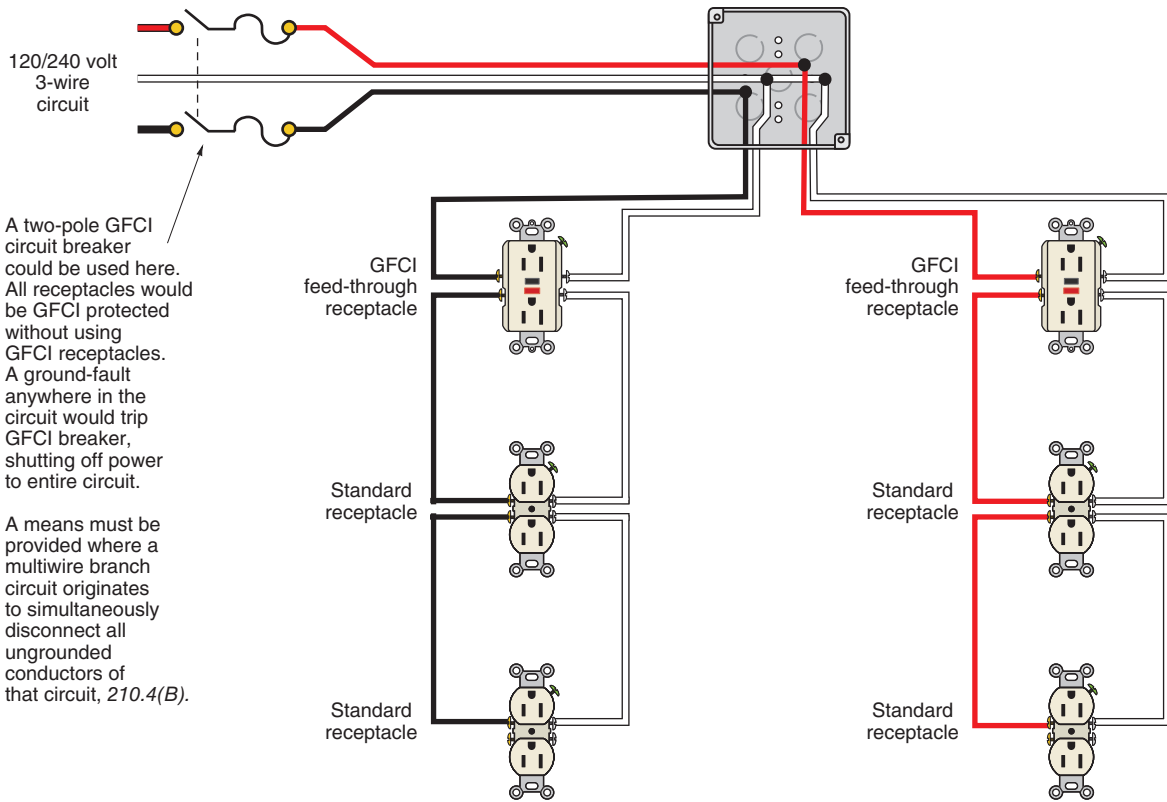 120/240 volt
3-wire
circuit
A two-pole GFCI
circuit breaker
could be used here.
All receptacles would
be GFCI protected
without using
GFCI receptacles.
A ground-fault
anywhere in the
circuit would trip
GFCI breaker,
shutting off power
to entire circuit.
A means must be
provided where a
multiwire branch
circuit originates
to simultaneously
disconnect all
ungrounded
conductors of
that circuit, 210.4(B).
GFCI
feed-through
receptacle
Standard
receptacle
Standard
receptacle
GFCI
feed-through
receptacle
Standard
receptacle
Standard
receptacle